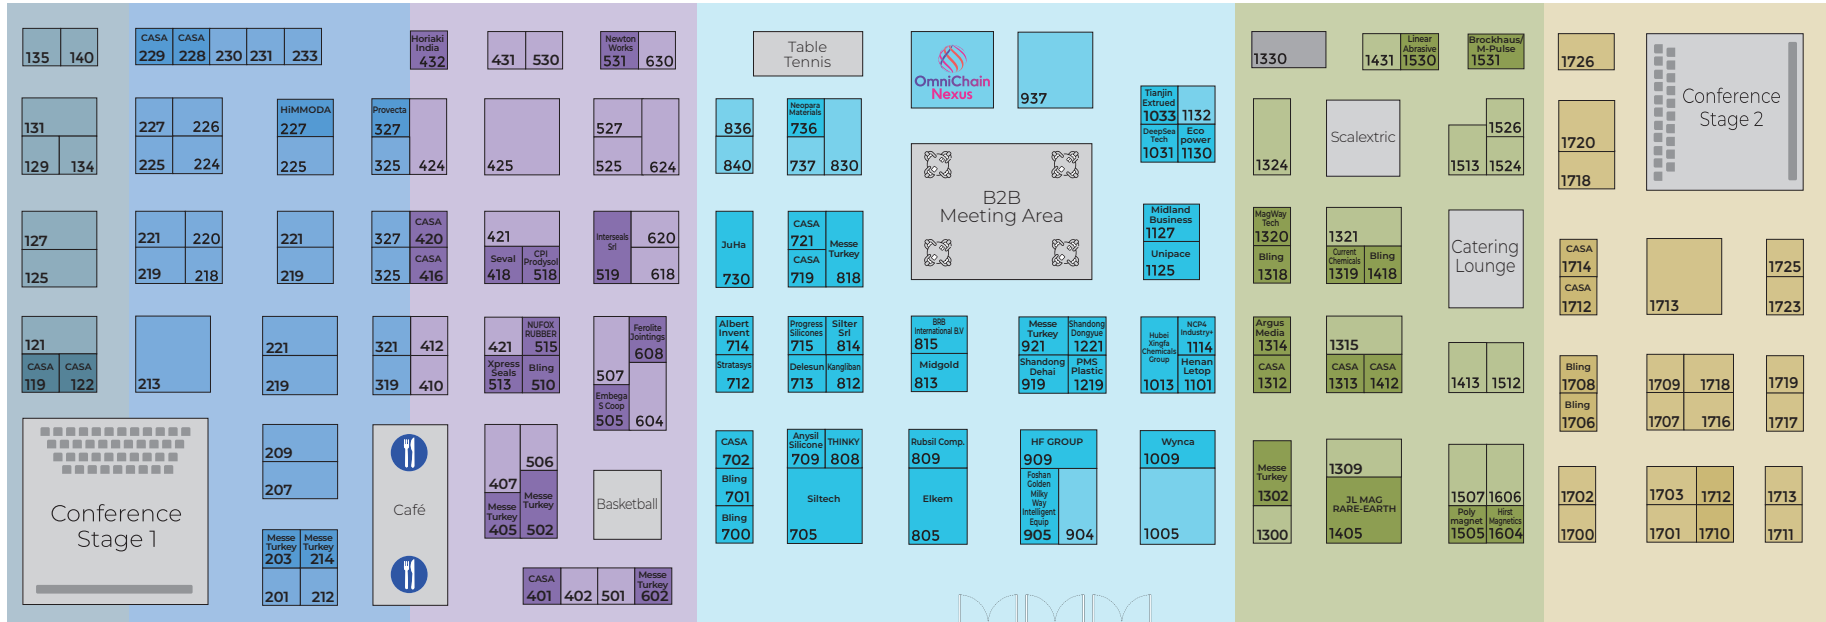 135 140
CASA CASA
229 228 230 231 233
Horiaki
India
432
431 530
Newton
Works
531 630
Table
Tennis
OmniChain
Nexus
937
1330
1431
Linear
Abrasive
1530
Brockhaus/
M-Pulse
1531
1726
Conference
Stage 2
131
129 134
227 226
225 224
HiMMODA
227
225
Provecta
327
325
424
425
527
525
624
836
840
Neopara
Materials
736
737
830
Tianjin
Extrued
1033
1132
DeepSea
Tech
1031
Eco
power
1130
1324
Scalextric
1513
1526
1524
1720
1718
B2B
Meeting Area
127
125
221 220
219 218
221
219
327
325
CASA
420
CASA
416
421
Seval
418
CPI
Prodysol
518
Interseals
Srl
519
620
618
JuHa
730
CASA
721
CASA
719
Messe
Turkey
818
Midland
Business
1127
Unipace
1125
MagWay
Tech
1320
Bling
1318
1321
Current
Chemicals
1319
Bling
1418
Catering
Lounge
CASA
1714
CASA
1712
1713
1725
1723
121
CASA CASA
119 122
213
221
219
321
319
412
410
421
NUFOX
RUBBER
515
Xpress
Seals
513
Bling
510
507
Ferolite
Jointings
608
Embega
S Coop
505
604
Albert
Invent
714
Stratasys
712
Progress
Silicones
715
Silter
Srl
814
Delesun
713
Kangliban
812
BRB
International B.V
815
Midgold
813
Messe
Turkey
921
Shandong
Dongyue
1221
Shandong
Dehai
919
PMS
Plastic
1219
Hubei
Xingfa
Chemicals
Group
1013
NCP4
Industry+
1114
Henan
Letop
1101
Argus
Media
1314
CASA
1312
1315
CASA CASA
1313 1412
1413 1512
Bling
1708
Bling
1706
1709 1718
1707 1716
1719
1717
Conference
Stage 1
209
207
Café
407
506
Messe
Turkey
405
Messe
Turkey
502
Basketball
CASA
702
Bling
701
Bling
700
Anysil
Silicone
709
THINKY
808
Siltech
705
Rubsil Comp.
809
Elkem
805
HF GROUP
909
Foshan
Golden
Milky
Way
Intelligent
Equip
905
904
Wynca
1009
1005
Messe
Turkey
1302
1300
1309
JL MAG
RARE-EARTH
1405
1507 1606
Poly
magnet
1505
Hirst
Magnetics
1604
1702
1700
1703 1712
1701 1710
1713
1711
Messe
Turkey
203
Messe
Turkey
214
201 212
CASA
401
402 501
Messe
Turkey
602